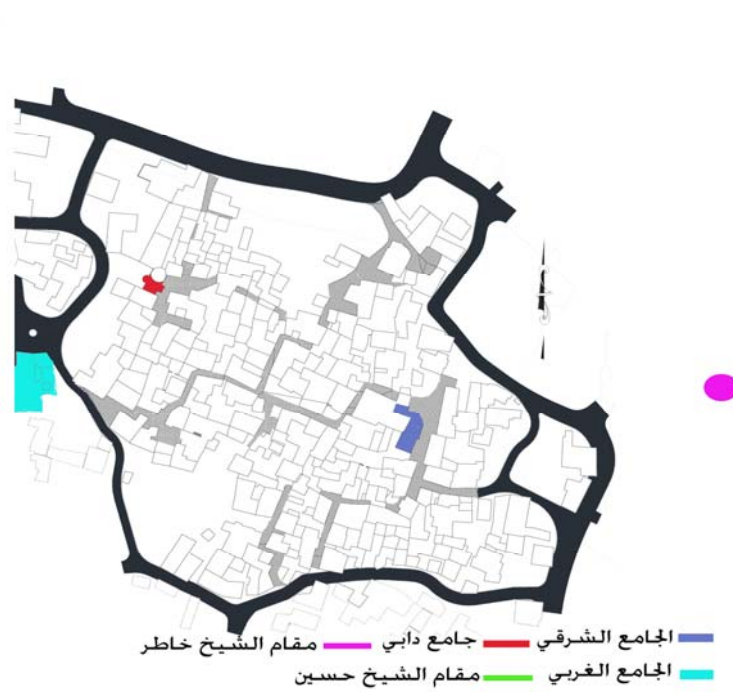 الجامع الشرقي جامع دابي مقام الشيخ خاطر
الجامع الغربي مقام الشيخ حسين